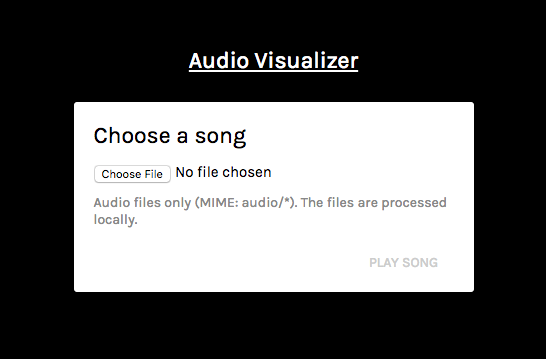 Audio Visualizer
Choose a song
Choose File No file chosen
Audio files only (MIME: audio/*). The files are processed
locally.
PLAY SONG